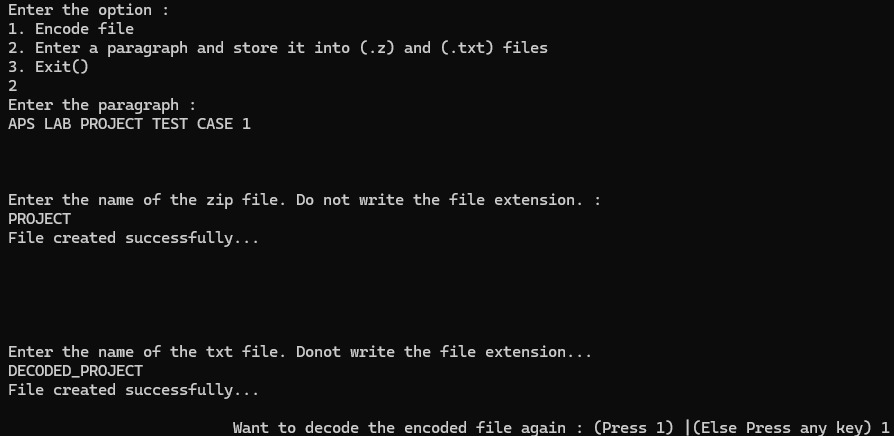 Enter the option :
1. Encode file
2. Enter a paragraph and store it into (.z) and (.txt) files
3. Exit()
2
Enter the paragraph :
APS LAB PROJECT TEST CASE 1
Enter the name of the zip file. Do not write the file extension. :
PROJECT
File created successfully...
Enter the name of the txt file. Donot write the file extension...
DECODED_PROJECT
File created successfully...
Want to decode the encoded file again : (Press 1) |(Else Press any key) 1